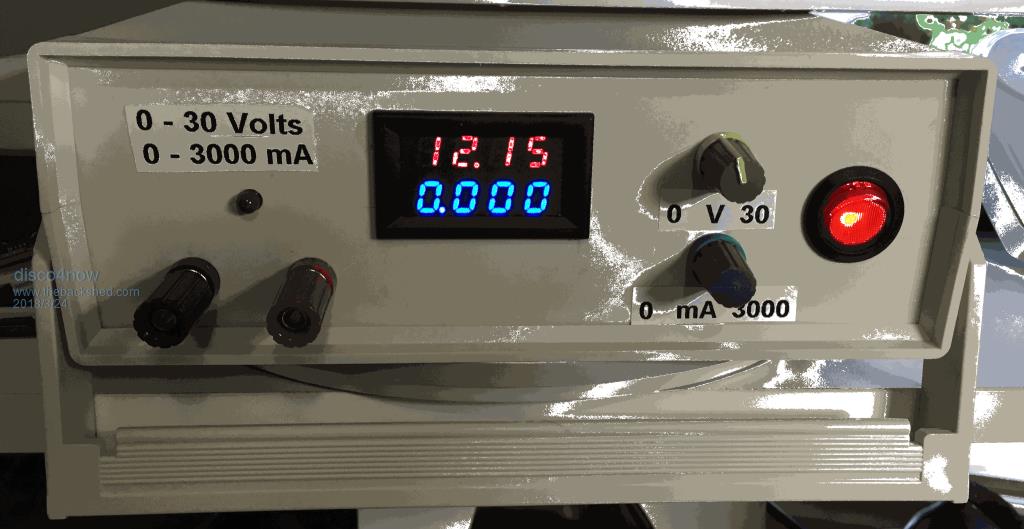 0 - 30 Volts
0 - 3000 mA
12.15
0.000
0 V 30
0 mA 3000
disco4now
www.thebackshed.com
2018/3/24